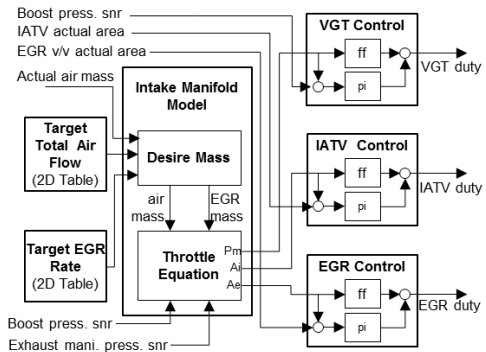 Boost press. snr
IATV actual area
EGR v/v actual area
Actual air mass
Target
Total Air
Flow
(2D Table)
Target EGR
Rate
(2D Table)
Boost press. snr
Exhaust mani. press. snr
Intake Manifold
Model
Desire Mass
air
mass
EGR
mass
Throttle
Equation
Pm
Ai
Ae
VGT Control
ff
pi
VGT duty
IATV Control
ff
pi
IATV duty
EGR Control
ff
pi
EGR duty